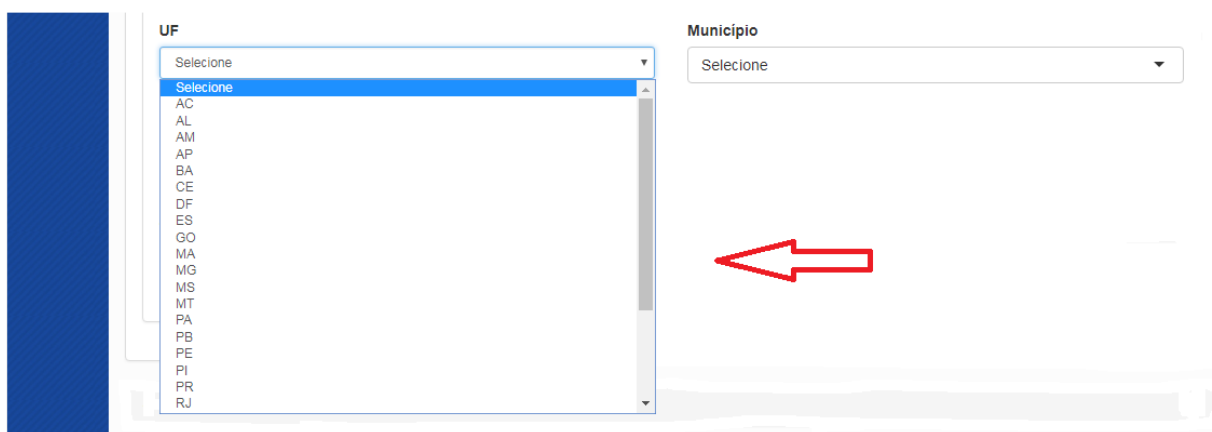 UF
Município
Selecione
Selecione
Selecione
AC
AL
AM
AP
BA
CE
DF
ES
GO
MA
MG
MS
MT
PA
PB
PE
PI
PR
RJ